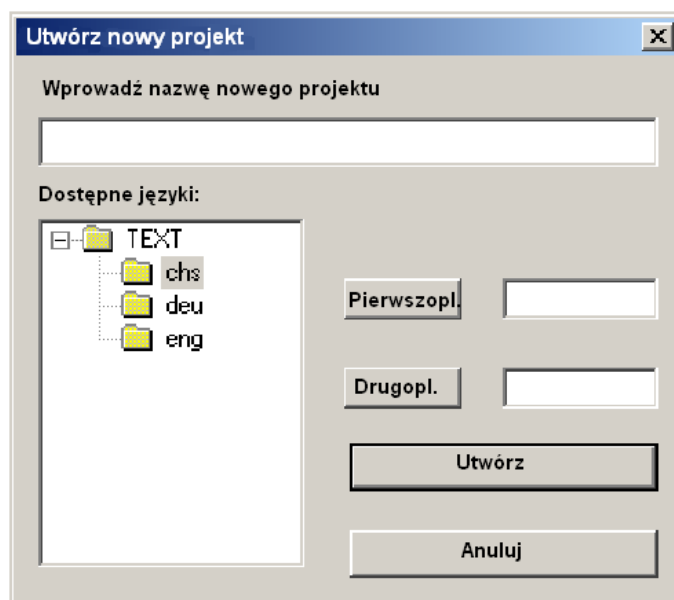 Utwórz nowy projekt
Wprowadź nazwę nowego projektu
Dostępne języki:
TEXT
chs
deu
eng
Pierwszopl.
Drugopl.
Utwórz
Anuluj